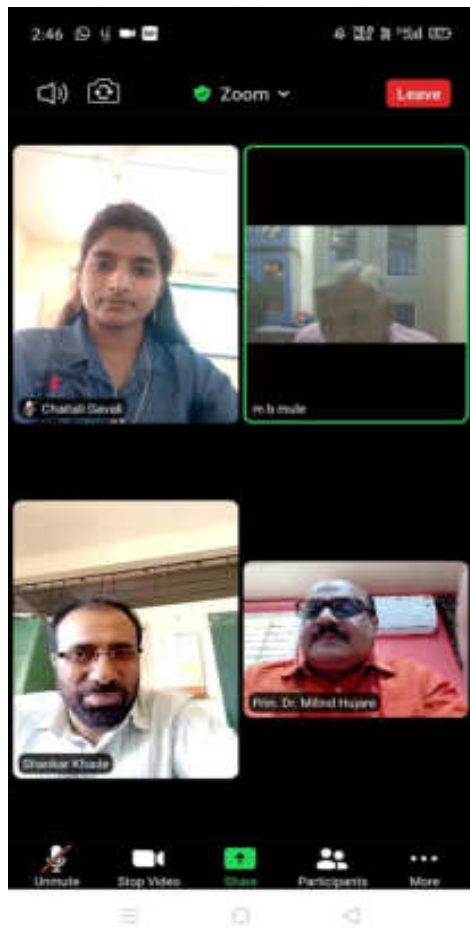 2:46
Zoom
Leave
Chaitali Gavali
m b mule
Shankar Khade
Prin. Dr. Milind Hujare
Unmute
Stop Video
Share
Participants
More